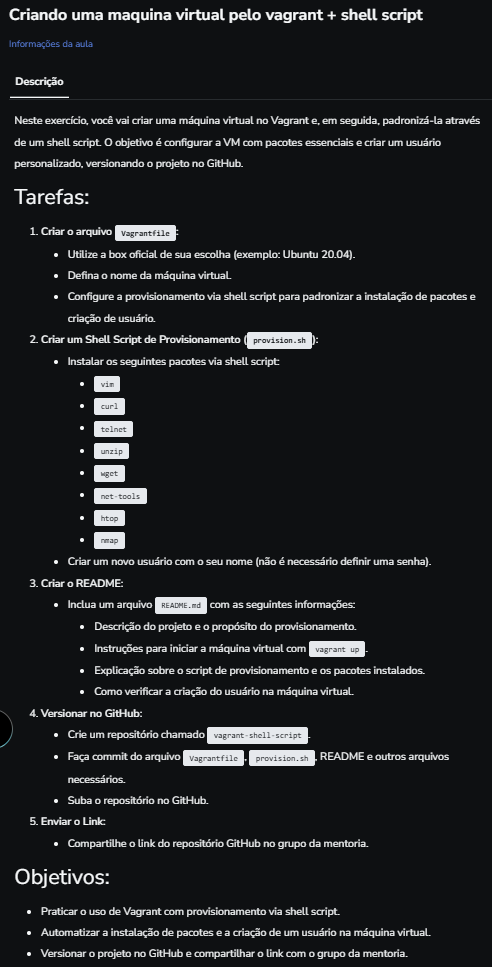 Criando uma maquina virtual pelo vagrant + shell script
Informações da aula
Descrição
Neste exercício, você vai criar uma máquina virtual no Vagrant e, em seguida, padronizá-la através
de um shell script. O objetivo é configurar a VM com pacotes essenciais e criar um usuário
personalizado, versionando o projeto no GitHub.
Tarefas:
1. Criar o arquivo Vagrantfile:
Utilize a box oficial de sua escolha (exemplo: Ubuntu 20.04).
Defina o nome da máquina virtual.
Configure a provisionamento via shell script para padronizar a instalação de pacotes e
criação de usuário.
2. Criar um Shell Script de Provisionamento (provision.sh):
Instalar os seguintes pacotes via shell script:
vim
curl
telnet
unzip
wget
net-tools
htop
nmap
Criar um novo usuário com o seu nome (não é necessário definir uma senha).
3. Criar o README:
Inclua um arquivo README.md com as seguintes informações:
Descrição do projeto e o propósito do provisionamento.
Instruções para iniciar a máquina virtual com vagrant up.
Explicação sobre o script de provisionamento e os pacotes instalados.
Como verificar a criação do usuário na máquina virtual.
4. Versionar no GitHub:
Crie um repositório chamado vagrant-shell-script.
Faça commit do arquivo Vagrantfile, provision.sh, README e outros arquivos
necessários.
Suba o repositório no GitHub.
5. Enviar o Link:
Compartilhe o link do repositório GitHub no grupo da mentoria.
Objetivos:
Praticar o uso de Vagrant com provisionamento via shell script.
Automatizar a instalação de pacotes e a criação de um usuário na máquina virtual.
Versionar o projeto no GitHub e compartilhar o link com o grupo da mentoria.